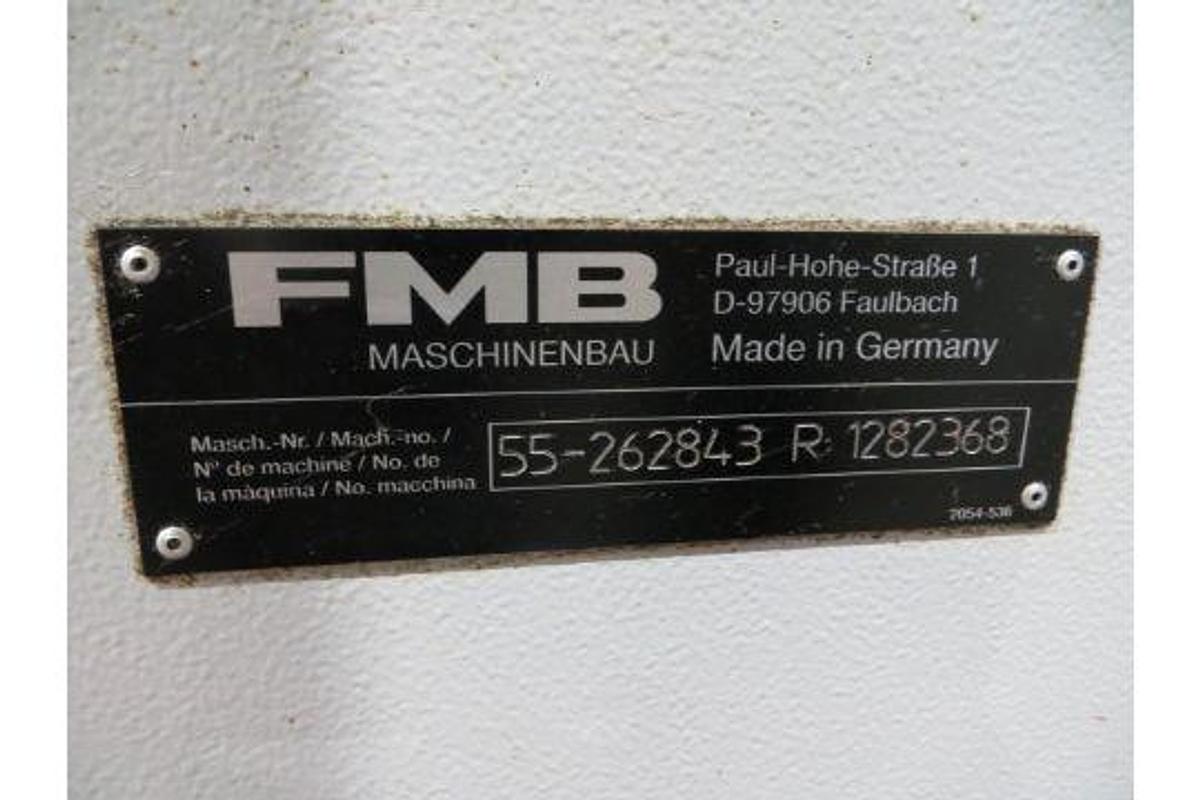 FMB
MASCHINENBAU
Paul-Hohe-Straße 1
D-97906 Faulbach
Made in Germany
Masch.-Nr. / Mach.-no. /
N° de machine / No. de
la máquina / No. macchina
55-262843 R: 1282368
2054-536